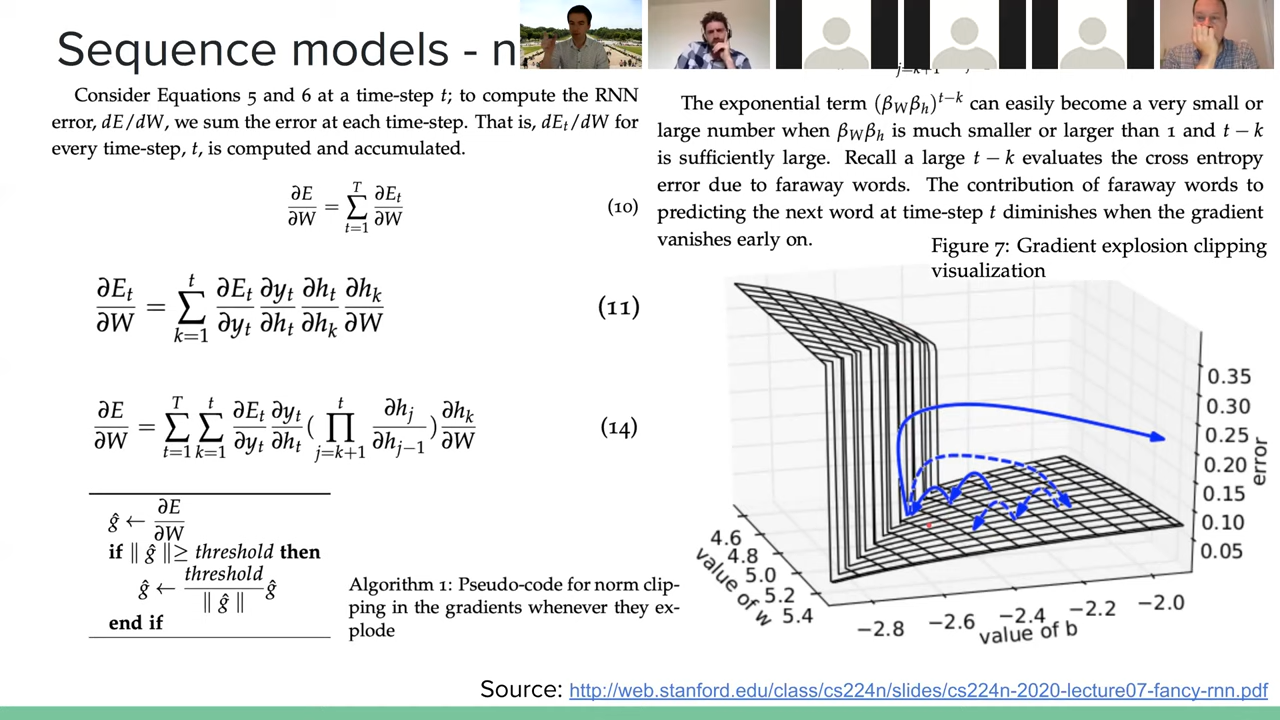 Sequence models - n
Consider Equations 5 and 6 at a time-step t; to compute the RNN
error, dE/dW, we sum the error at each time-step. That is, dE_t/dW for
every time-step, t, is computed and accumulated.
∂E/∂W = ∑_{t=1}^{T} ∂E_t/∂W (10)
∂E_t/∂W = ∑_{k=1}^{t} ∂E_t/∂y_t ∂y_t/∂h_t ∂h_t/∂h_k ∂h_k/∂W (11)
∂E/∂W = ∑_{t=1}^{T} ∑_{k=1}^{t} ∂E_t/∂y_t ∂y_t/∂h_t (∏_{j=k+1}^{t} ∂h_j/∂h_{j−1}) ∂h_k/∂W (14)
ĝ ← ∂E/∂W
if ‖ ĝ ‖ ≥ threshold then
ĝ ← threshold/‖ ĝ ‖ ĝ
end if
Algorithm 1: Pseudo-code for norm clip-
ping in the gradients whenever they ex-
plode
j=k+1
The exponential term (β_W β_h)^{t−k} can easily become a very small or
large number when β_W β_h is much smaller or larger than 1 and t − k
is sufficiently large. Recall a large t − k evaluates the cross entropy
error due to faraway words. The contribution of faraway words to
predicting the next word at time-step t diminishes when the gradient
vanishes early on.
Figure 7: Gradient explosion clipping
visualization
0.35
0.30
0.25
0.20
0.15
0.10
0.05
error
4.6
4.8
5.0
5.2
5.4
value of w
−2.8
−2.6
−2.4
−2.2
−2.0
value of b
Source: http://web.stanford.edu/class/cs224n/slides/cs224n-2020-lecture07-fancy-rnn.pdf